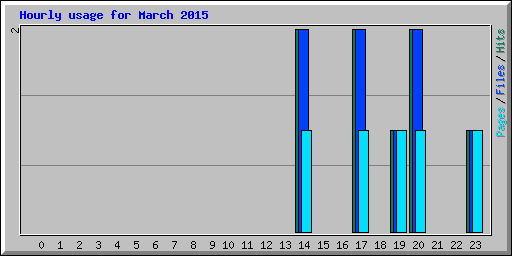 Hourly usage for March 2015
2
Pages/Files/Hits
0 1 2 3 4 5 6 7 8 9 10 11 12 13 14 15 16 17 18 19 20 21 22 23